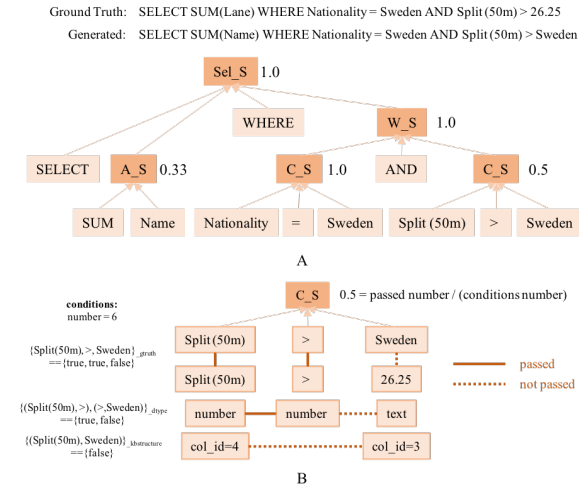 Ground Truth: SELECT SUM(Lane) WHERE Nationality = Sweden AND Split (50m) > 26.25
Generated: SELECT SUM(Name) WHERE Nationality = Sweden AND Split (50m) > Sweden
Sel_S 1.0
WHERE W_S 1.0
SELECT A_S 0.33 C_S 1.0 AND C_S 0.5
SUM Name Nationality = Sweden Split (50m) > Sweden
A
C_S 0.5 = passed number / (conditions number)
conditions:
number = 6
Split (50m) > Sweden
{Split(50m), >, Sweden}_gtruth
=={true, true, false}
Split (50m) > 26.25
passed
not passed
{(Split(50m), >), (>,Sweden)}_dtype
=={true, false}
number number text
{(Split(50m), Sweden)}_kbstructure
=={false}
col_id=4 col_id=3
B